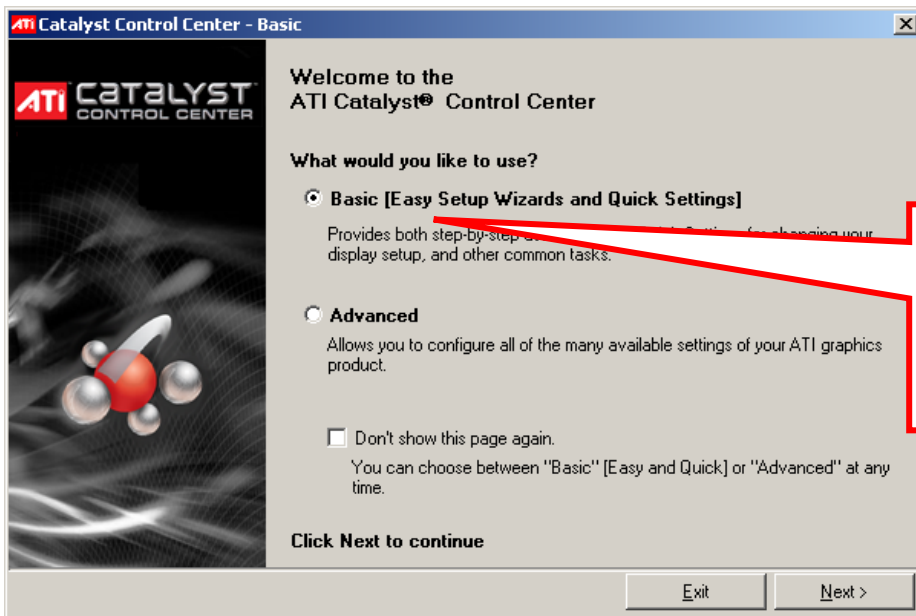 ATI Catalyst Control Center - Basic
ATI CATALYST
CONTROL CENTER
Welcome to the
ATI Catalyst® Control Center
What would you like to use?
Basic [Easy Setup Wizards and Quick Settings]
Provides both step-by-step changing your
display setup, and other common tasks.
Advanced
Allows you to configure all of the many available settings of your ATI graphics
product.
Don't show this page again.
You can choose between "Basic" [Easy and Quick] or "Advanced" at any
time.
Click Next to continue
Exit
Next >